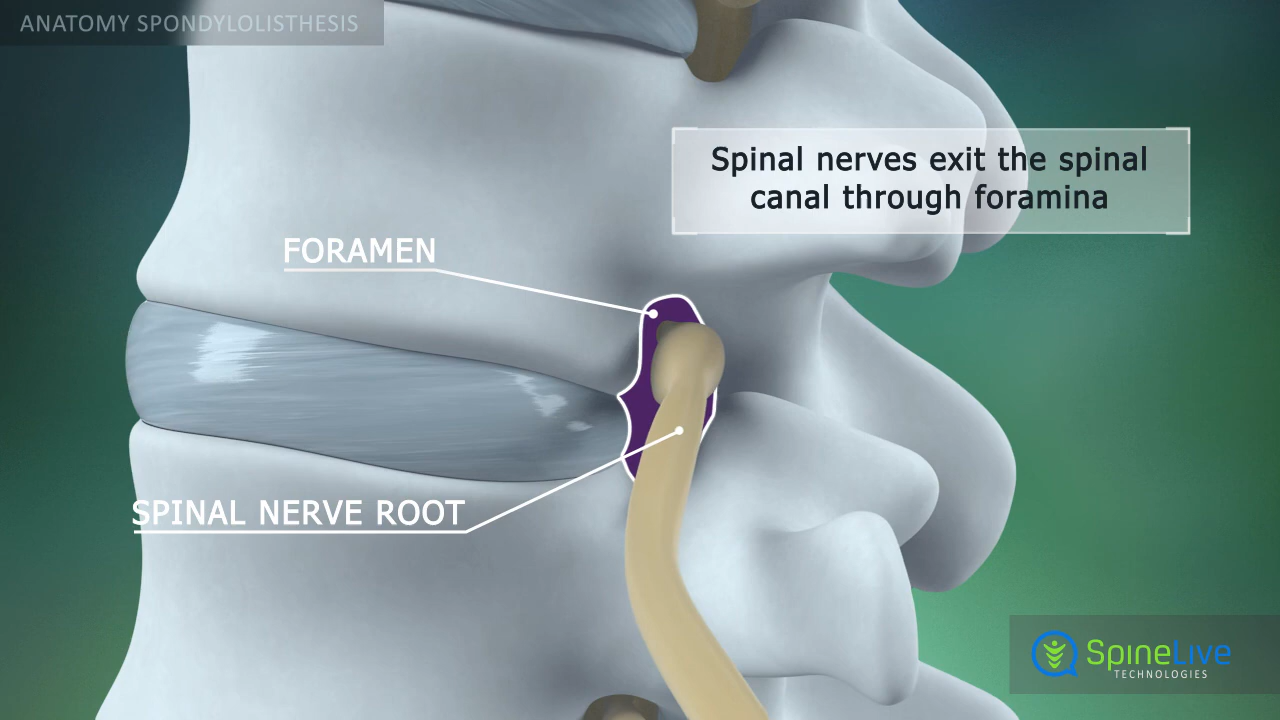 ANATOMY SPONDYLOLISTHESIS
Spinal nerves exit the spinal
canal through foramina
FORAMEN
SPINAL NERVE ROOT
SpineLive
TECHNOLOGIES